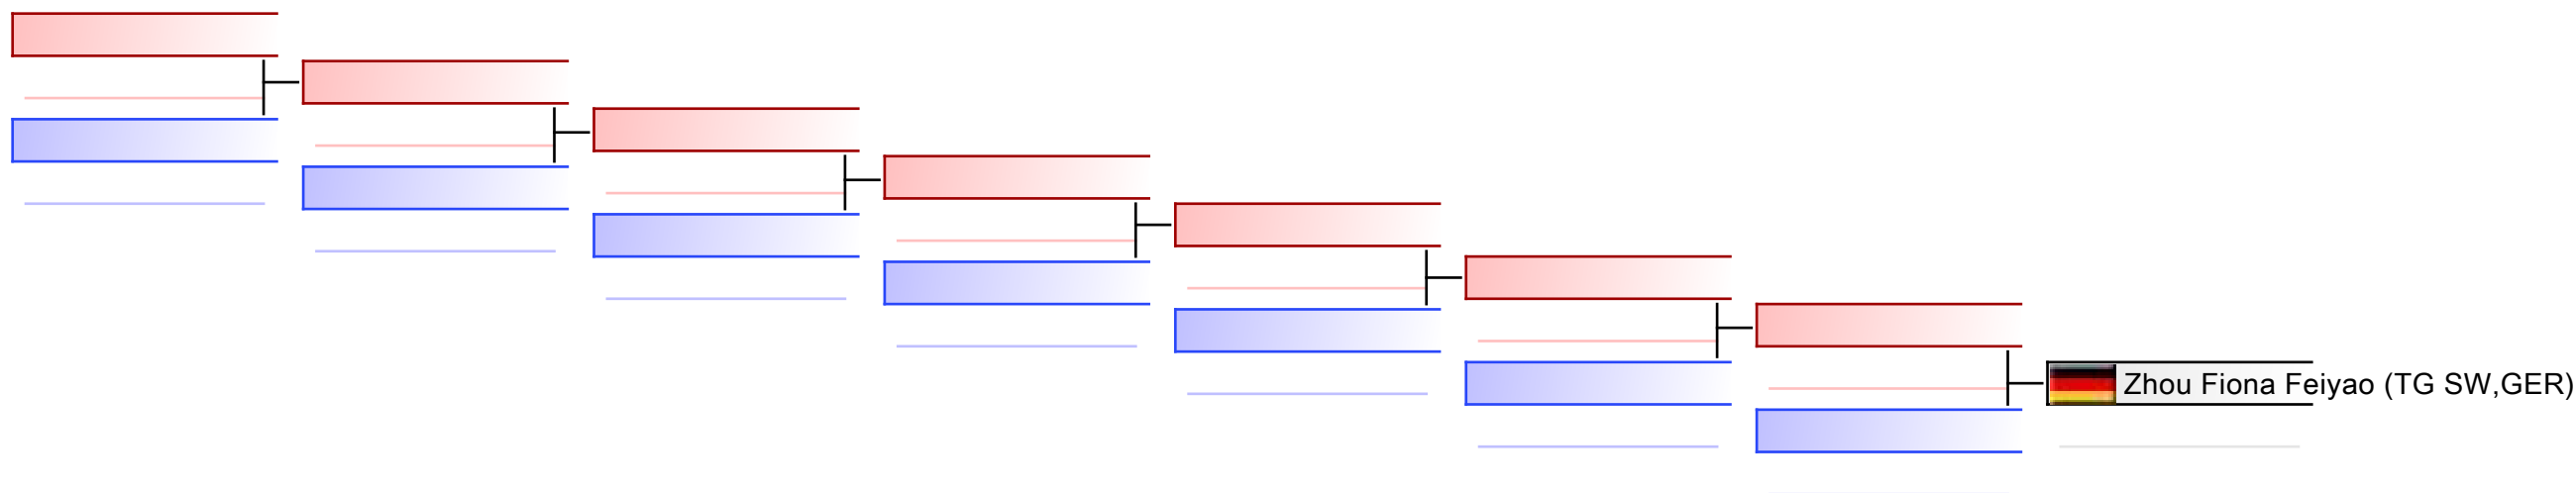 Zhou Fiona Feiyao (TG SW,GER)